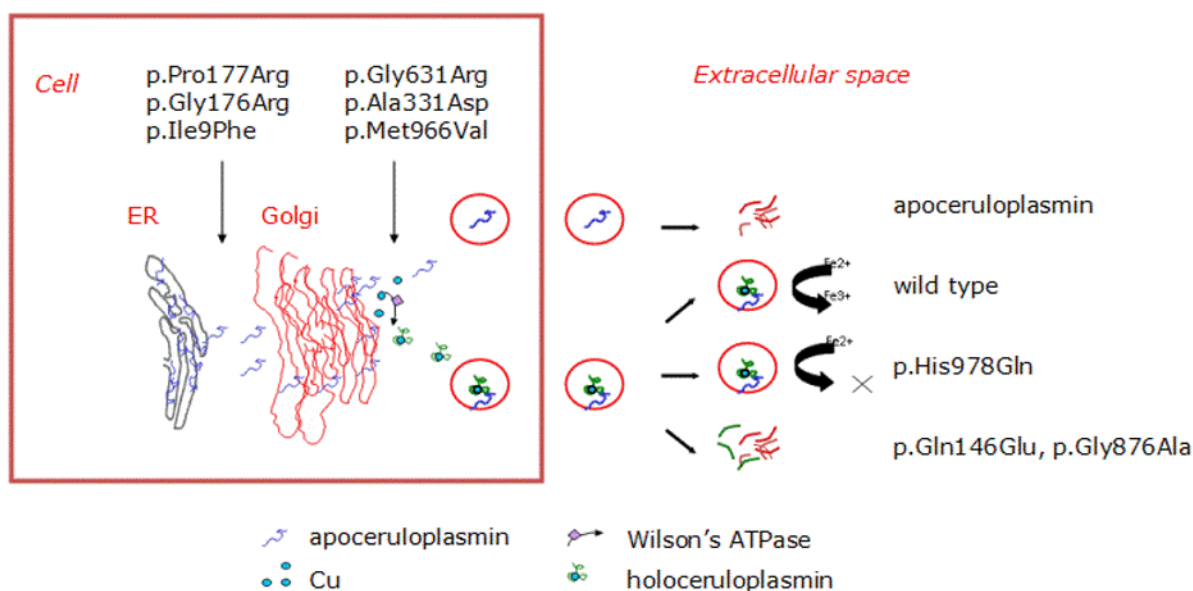 Cell
p.Pro177Arg
p.Gly176Arg
p.Ile9Phe
p.Gly631Arg
p.Ala331Asp
p.Met966Val
Extracellular space
ER
Golgi
apoceruloplasmin
Fe2+
Fe3+
wild type
Fe2+
p.His978Gln
p.Gln146Glu, p.Gly876Ala
apoceruloplasmin
Wilson's ATPase
Cu
holoceruloplasmin